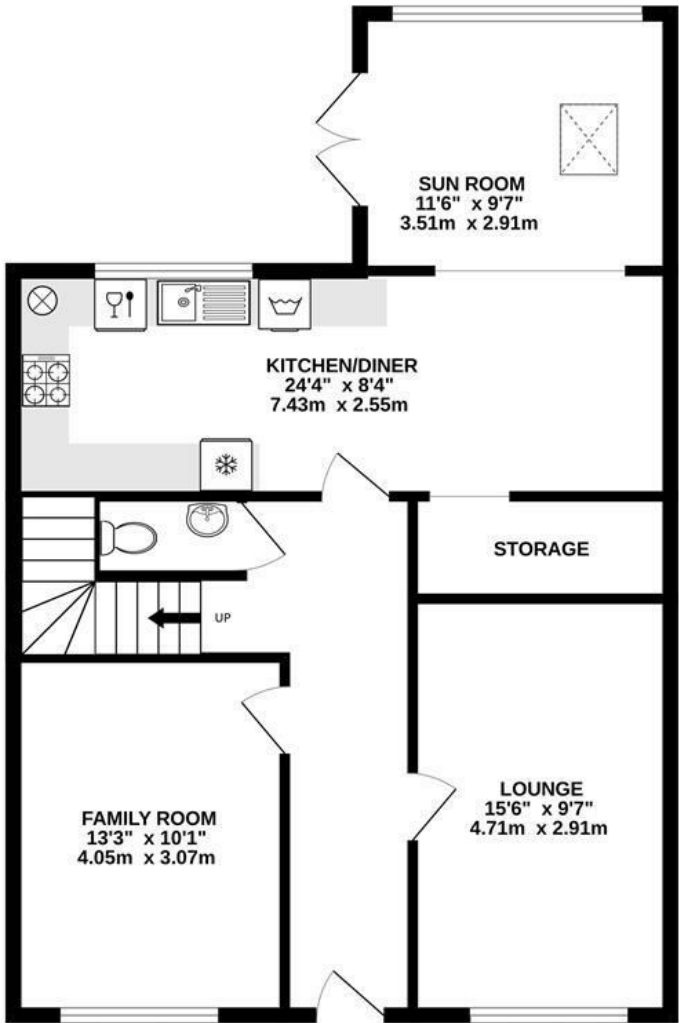 SUN ROOM
11'6" x 9'7"
3.51m x 2.91m
KITCHEN/DINER
24'4" x 8'4"
7.43m x 2.55m
STORAGE
UP
LOUNGE
15'6" x 9'7"
4.71m x 2.91m
FAMILY ROOM
13'3" x 10'1"
4.05m x 3.07m